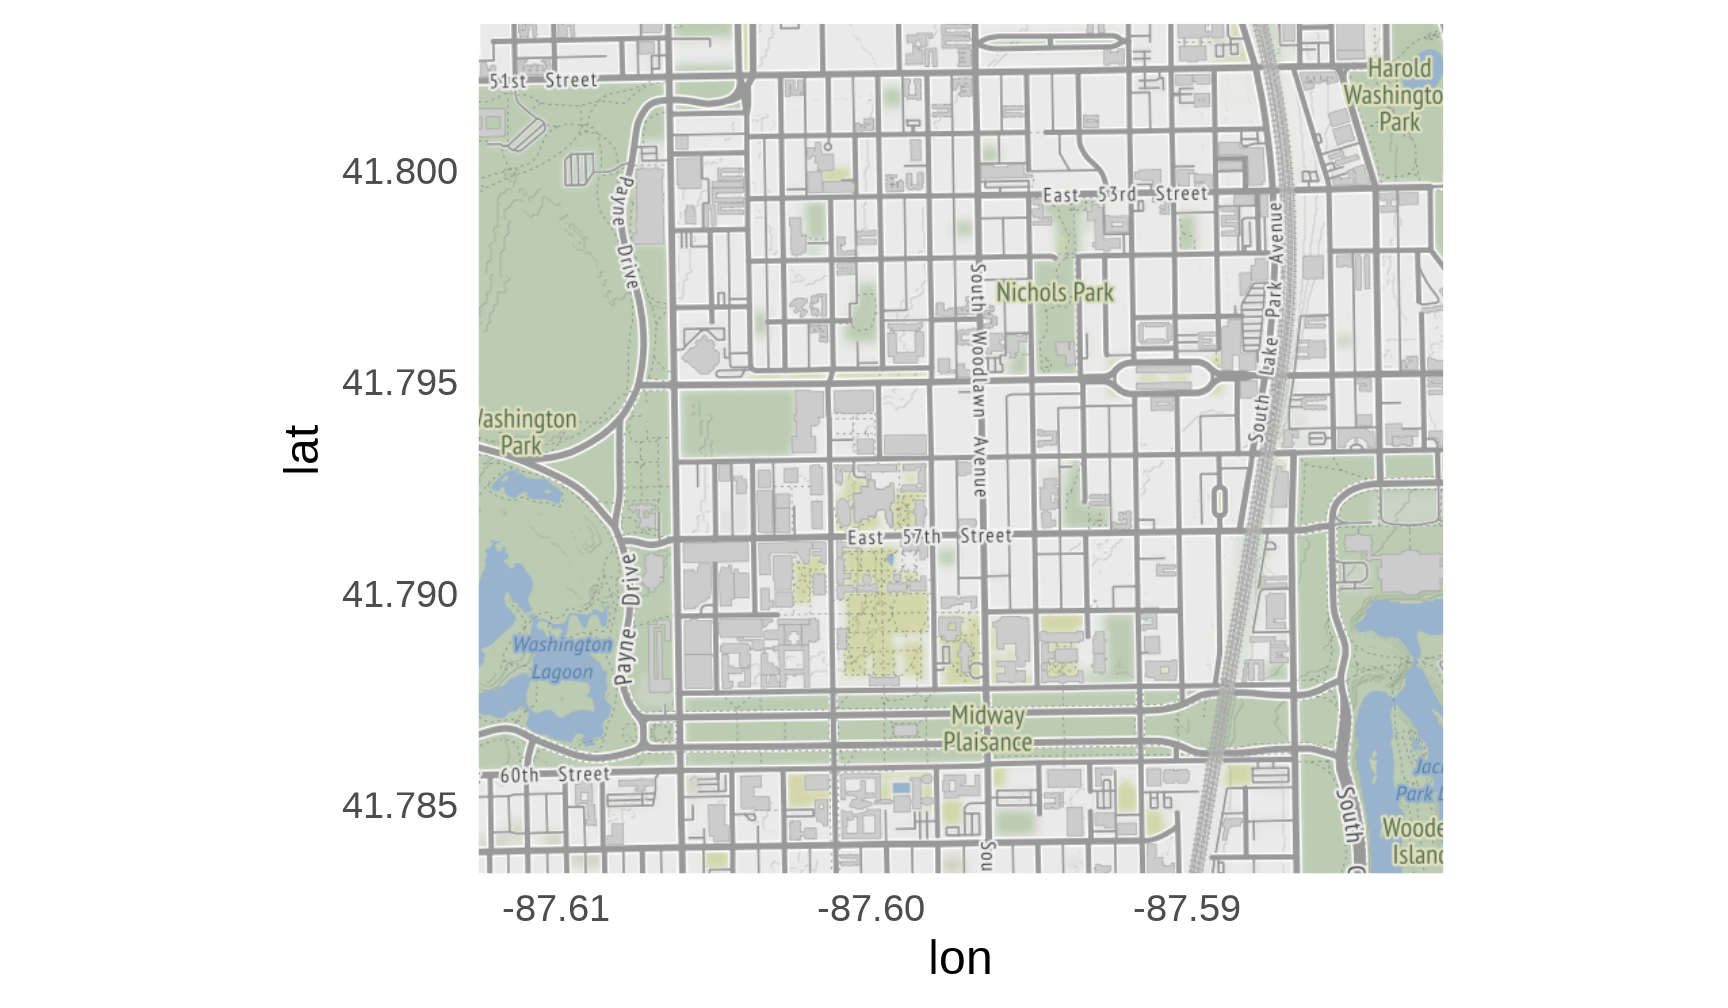 51st Street
Harold
Washingto
Park
41.800
Payne Drive
East 53rd Street
South Lake Park Avenue
Nichols Park
South Woodlawn Avenue
41.795
lat
Washington
Park
East 57th Street
41.790
Payne Drive
Washington
Lagoon
Midway
Plaisance
60th Street
41.785
Jac
Park L
South
Woode
Islanc
Sou
-87.61
-87.60
-87.59
lon